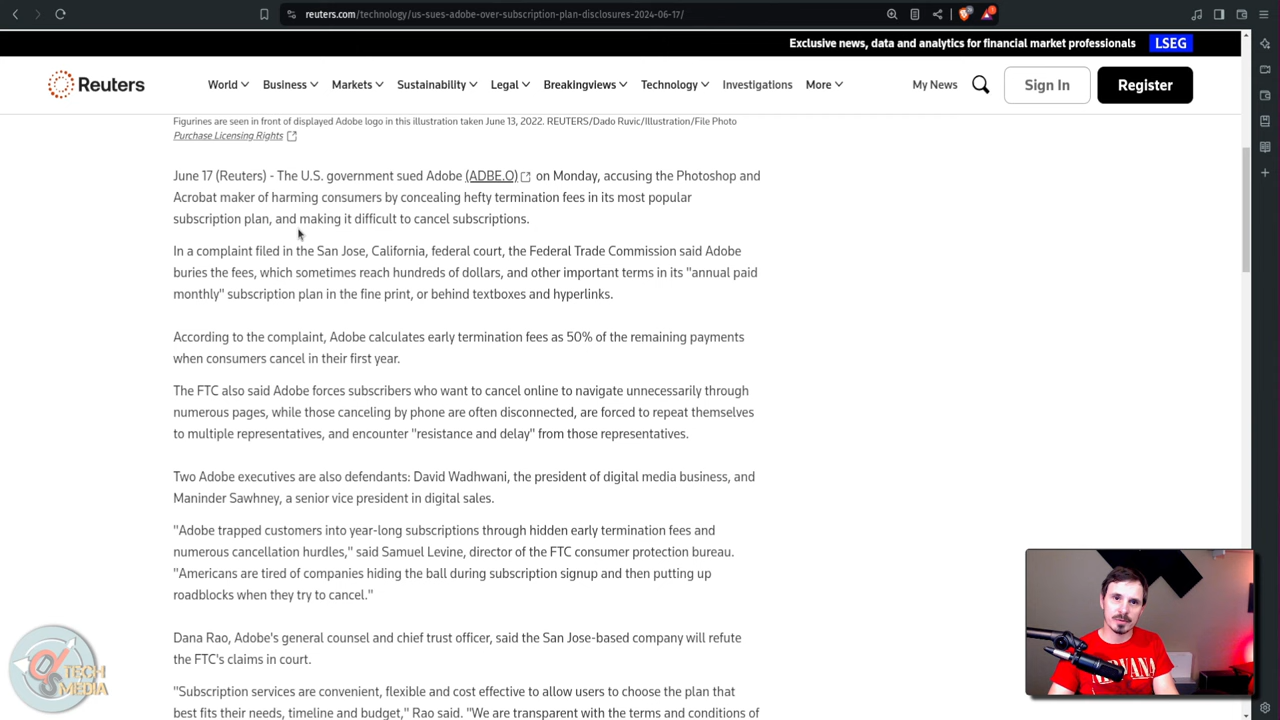 reuters.com/technology/us-sues-adobe-over-subscription-plan-disclosures-2024-06-17/
Exclusive news, data and analytics for financial market professionals LSEG
Reuters World Business Markets Sustainability Legal Breakingviews Technology Investigations More My News Sign In Register
Figurines are seen in front of displayed Adobe logo in this illustration taken June 13, 2022. REUTERS/Dado Ruvic/Illustration/File Photo
Purchase Licensing Rights
June 17 (Reuters) - The U.S. government sued Adobe (ADBE.O) on Monday, accusing the Photoshop and
Acrobat maker of harming consumers by concealing hefty termination fees in its most popular
subscription plan, and making it difficult to cancel subscriptions.
In a complaint filed in the San Jose, California, federal court, the Federal Trade Commission said Adobe
buries the fees, which sometimes reach hundreds of dollars, and other important terms in its "annual paid
monthly" subscription plan in the fine print, or behind textboxes and hyperlinks.
According to the complaint, Adobe calculates early termination fees as 50% of the remaining payments
when consumers cancel in their first year.
The FTC also said Adobe forces subscribers who want to cancel online to navigate unnecessarily through
numerous pages, while those canceling by phone are often disconnected, are forced to repeat themselves
to multiple representatives, and encounter "resistance and delay" from those representatives.
Two Adobe executives are also defendants: David Wadhwani, the president of digital media business, and
Maninder Sawhney, a senior vice president in digital sales.
"Adobe trapped customers into year-long subscriptions through hidden early termination fees and
numerous cancellation hurdles," said Samuel Levine, director of the FTC consumer protection bureau.
"Americans are tired of companies hiding the ball during subscription signup and then putting up
roadblocks when they try to cancel."
Dana Rao, Adobe's general counsel and chief trust officer, said the San Jose-based company will refute
the FTC's claims in court.
"Subscription services are convenient, flexible and cost effective to allow users to choose the plan that
best fits their needs, timeline and budget," Rao said. "We are transparent with the terms and conditions of
NIRVANA
TECH
MEDIA